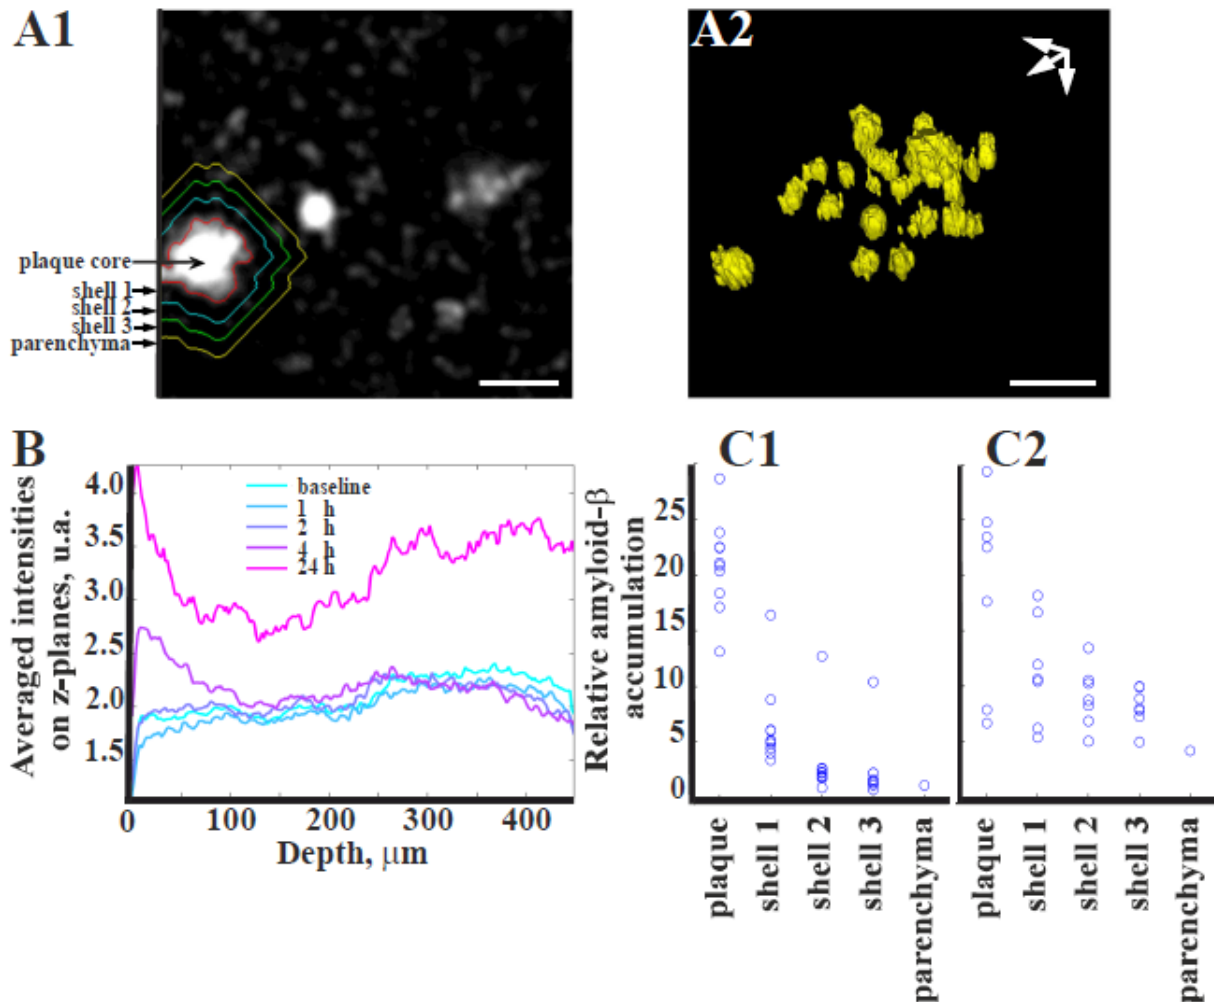 A1
plaque core
shell 1
shell 2
shell 3
parenchyma
A2
B
Averaged intensities
on z-planes, u.a.
4.0
3.5
3.0
2.5
2.0
1.5
baseline
1 h
2 h
4 h
24 h
0 100 200 300 400
Depth, μm
C1
Relative amyloid-β
accumulation
25
20
15
10
5
0
plaque
shell 1
shell 2
shell 3
parenchyma
C2
plaque
shell 1
shell 2
shell 3
parenchyma